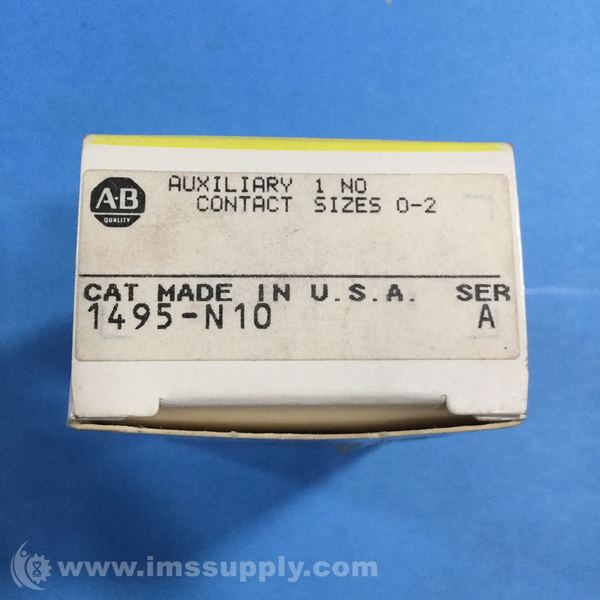 A-B
QUALITY
AUXILIARY 1 NO
CONTACT SIZES 0-2
CAT MADE IN U.S.A. SER
1495-N10 A
www.imssupply.com